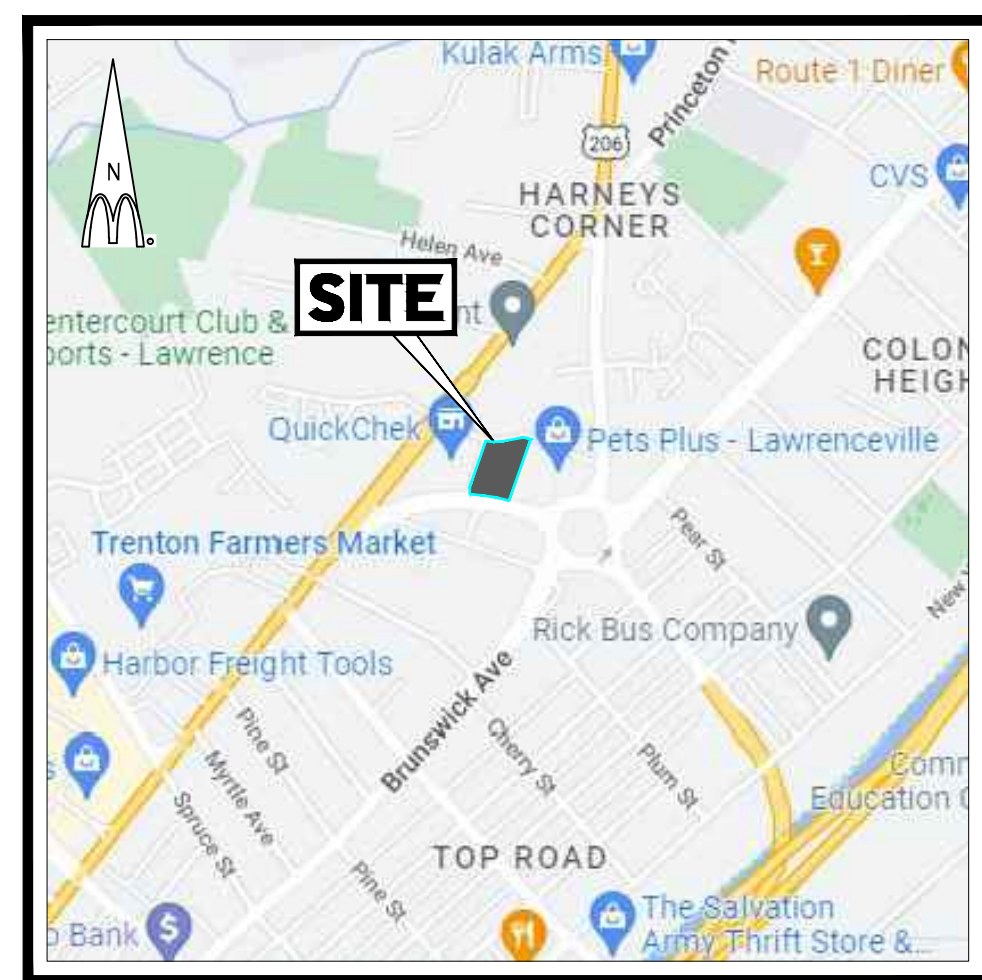 Kulak Arms
Route 1 Diner
Princeton
206
N
CVS
HARNEYS
CORNER
Helen Ave
SITE
nt
entercourt Club &
ports - Lawrence
COLON
HEIGH
QuickChek
Pets Plus - Lawrenceville
Trenton Farmers Market
Pear St
New
Rick Bus Company
Harbor Freight Tools
Brunswick Ave
Pine St
Cherry St
Plum St
Myrtle Ave
Comm
Education
Spruce St
TOP ROAD
Pine St
The Salvation
Army Thrift Store &...
Bank